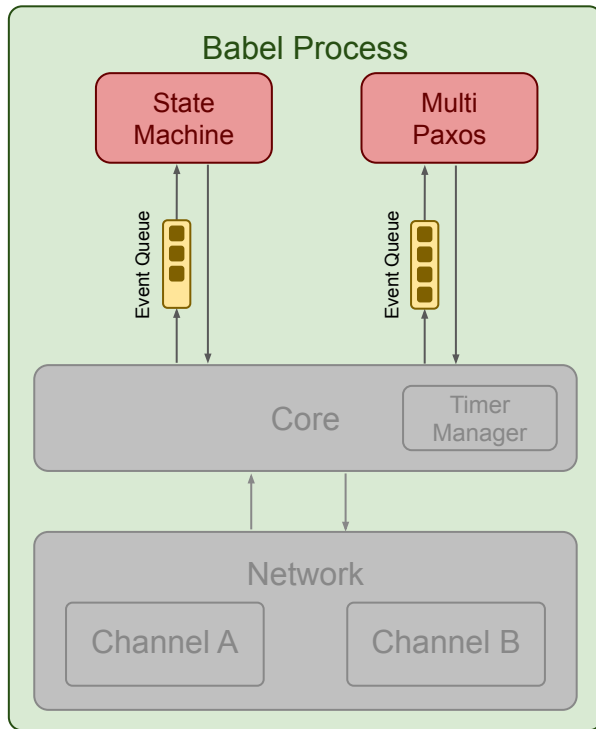 Babel Process
State
Machine
Multi
Paxos
Event Queue
Event Queue
Core
Timer
Manager
Network
Channel A
Channel B